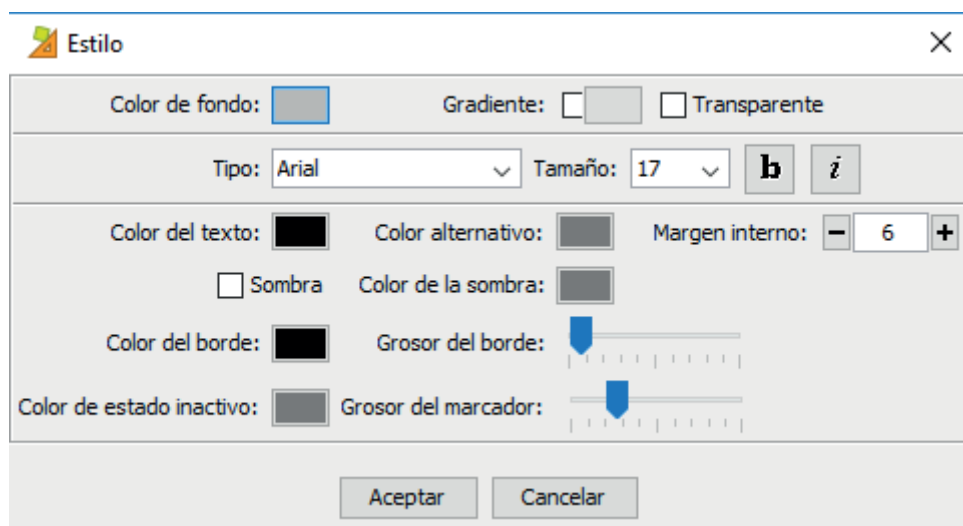 Estilo
Color de fondo: Gradiente: Transparente
Tipo: Arial Tamaño: 17 b i
Color del texto: Color alternativo: Margen interno: - 6 +
Sombra Color de la sombra:
Color del borde: Grosor del borde:
Color de estado inactivo: Grosor del marcador:
Aceptar Cancelar